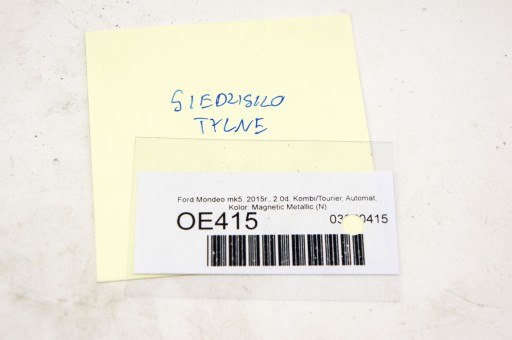 SIEDZISKO
TYLNE
Ford Mondeo mk5, 2015r., 2.0d, Kombi/Tourier, Automat,
Kolor: Magnetic Metallic (N)
OE415